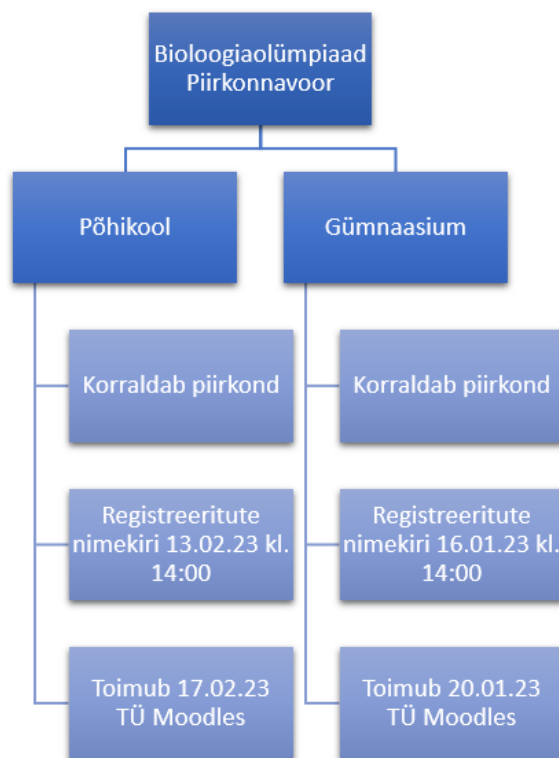 Bioloogiaolümpiaad
Piirkonnavoor
Põhikool
Korraldab piirkond
Registreeritute
nimekiri 13.02.23 kl.
14:00
Toimub 17.02.23
TÜ Moodles
Gümnaasium
Korraldab piirkond
Registreeritute
nimekiri 16.01.23 kl.
14:00
Toimub 20.01.23
TÜ Moodles